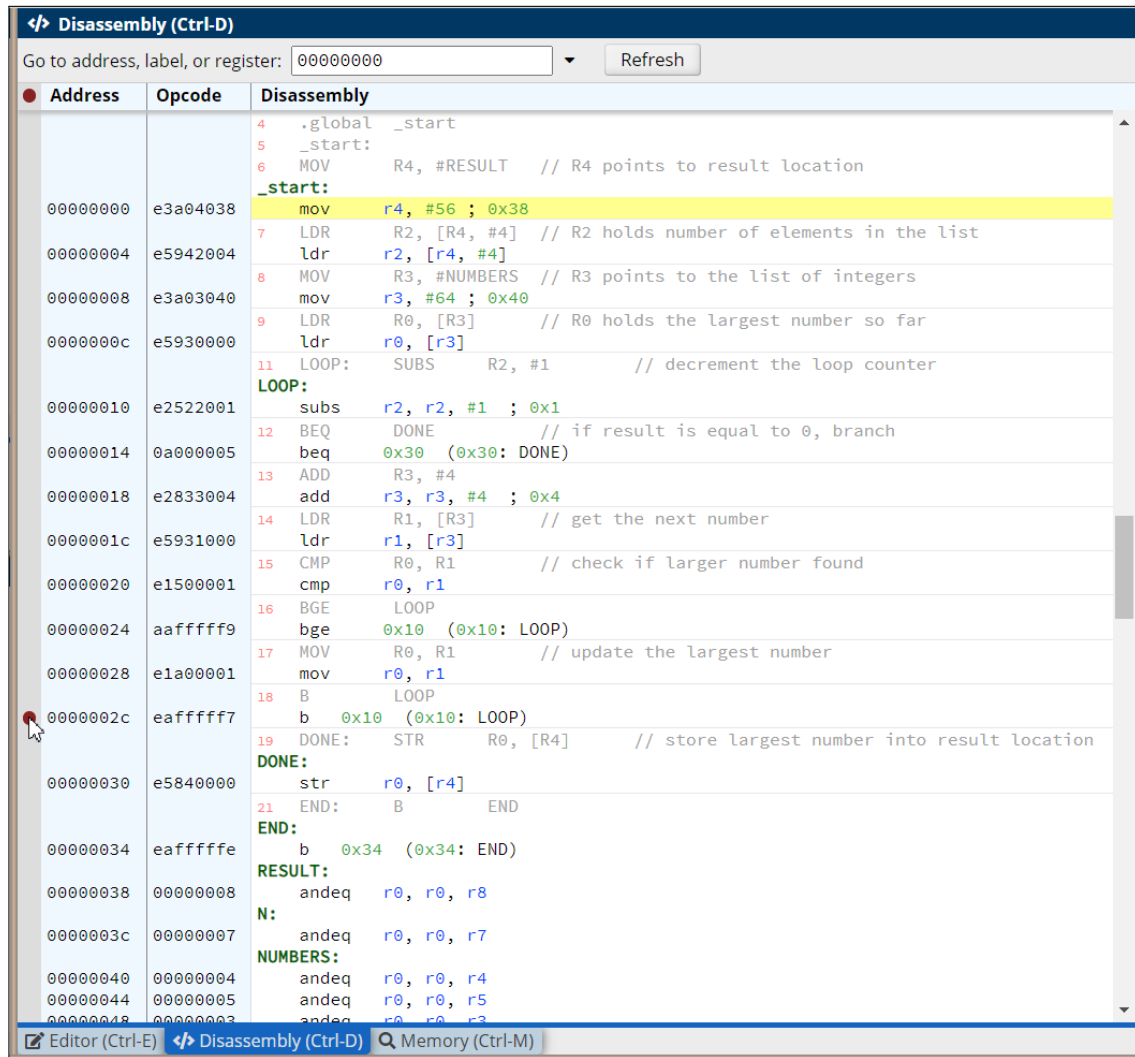 </> Disassembly (Ctrl-D)
Go to address, label, or register: 00000000 Refresh
Address Opcode Disassembly
4 .global _start
5 _start:
6 MOV R4, #RESULT // R4 points to result location
_start:
00000000 e3a04038 mov r4, #56 ; 0x38
7 LDR R2, [R4, #4] // R2 holds number of elements in the list
00000004 e5942004 ldr r2, [r4, #4]
8 MOV R3, #NUMBERS // R3 points to the list of integers
00000008 e3a03040 mov r3, #64 ; 0x40
9 LDR R0, [R3] // R0 holds the largest number so far
0000000c e5930000 ldr r0, [r3]
11 LOOP: SUBS R2, #1 // decrement the loop counter
LOOP:
00000010 e2522001 subs r2, r2, #1 ; 0x1
12 BEQ DONE // if result is equal to 0, branch
00000014 0a000005 beq 0x30 (0x30: DONE)
13 ADD R3, #4
00000018 e2833004 add r3, r3, #4 ; 0x4
14 LDR R1, [R3] // get the next number
0000001c e5931000 ldr r1, [r3]
15 CMP R0, R1 // check if larger number found
00000020 e1500001 cmp r0, r1
16 BGE LOOP
00000024 aafffff9 bge 0x10 (0x10: LOOP)
17 MOV R0, R1 // update the largest number
00000028 e1a00001 mov r0, r1
18 B LOOP
0000002c eafffff7 b 0x10 (0x10: LOOP)
19 DONE: STR R0, [R4] // store largest number into result location
DONE:
00000030 e5840000 str r0, [r4]
21 END: B END
END:
00000034 eafffffe b 0x34 (0x34: END)
RESULT:
00000038 00000008 andeq r0, r0, r8
N:
0000003c 00000007 andeq r0, r0, r7
NUMBERS:
00000040 00000004 andeq r0, r0, r4
00000044 00000005 andeq r0, r0, r5
00000048 00000003 andeq r0, r0, r3
Editor (Ctrl-E) </> Disassembly (Ctrl-D) Memory (Ctrl-M)